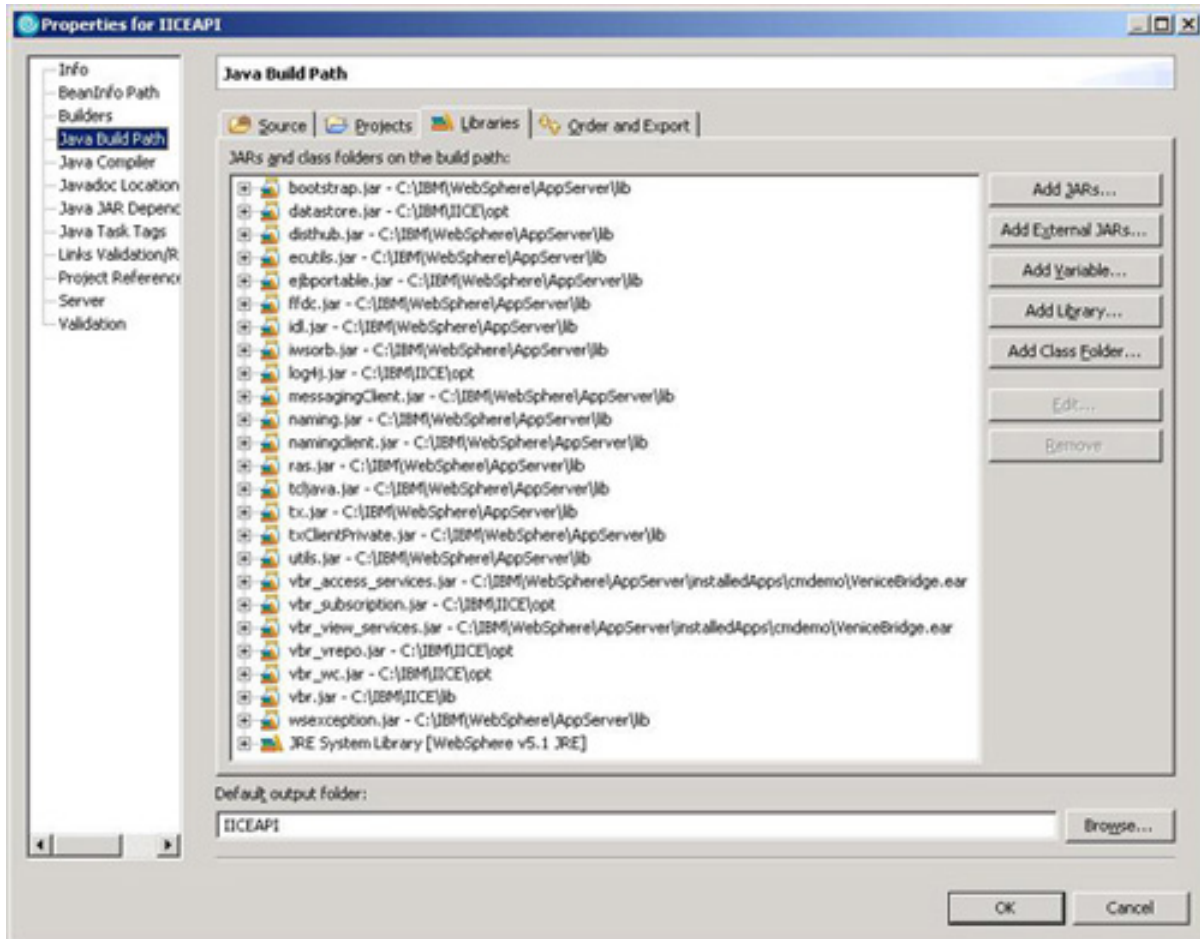 Properties for IICEAPI
Info
BeanInfo Path
Builders
Java Build Path
Java Compiler
Javadoc Location
Java JAR Depenc
Java Task Tags
Links Validation/R
Project Reference
Server
Validation
Java Build Path
Source
Projects
Libraries
Order and Export
JARs and class folders on the build path:
bootstrap.jar - C:\IBM\WebSphere\AppServer\lib
datastore.jar - C:\IBM\IICE\opt
disthub.jar - C:\IBM\WebSphere\AppServer\lib
ecutils.jar - C:\IBM\WebSphere\AppServer\lib
ejbportable.jar - C:\IBM\WebSphere\AppServer\lib
ffdc.jar - C:\IBM\WebSphere\AppServer\lib
idl.jar - C:\IBM\WebSphere\AppServer\lib
iwsorb.jar - C:\IBM\WebSphere\AppServer\lib
log4j.jar - C:\IBM\IICE\opt
messagingClient.jar - C:\IBM\WebSphere\AppServer\lib
naming.jar - C:\IBM\WebSphere\AppServer\lib
namingclient.jar - C:\IBM\WebSphere\AppServer\lib
ras.jar - C:\IBM\WebSphere\AppServer\lib
tcljava.jar - C:\IBM\WebSphere\AppServer\lib
tx.jar - C:\IBM\WebSphere\AppServer\lib
txClientPrivate.jar - C:\IBM\WebSphere\AppServer\lib
utils.jar - C:\IBM\WebSphere\AppServer\lib
vbr_access_services.jar - C:\IBM\WebSphere\AppServer\installedApps\cmdemo\VeniceBridge.ear
vbr_subscription.jar - C:\IBM\IICE\opt
vbr_view_services.jar - C:\IBM\WebSphere\AppServer\installedApps\cmdemo\VeniceBridge.ear
vbr_vrepo.jar - C:\IBM\IICE\opt
vbr_wc.jar - C:\IBM\IICE\opt
vbr.jar - C:\IBM\IICE\lib
wsexception.jar - C:\IBM\WebSphere\AppServer\lib
JRE System Library [WebSphere v5.1 JRE]
Add JARs...
Add External JARs...
Add Variable...
Add Library...
Add Class Folder...
Edit...
Remove
Default output folder:
IICEAPI
Browse...
OK
Cancel